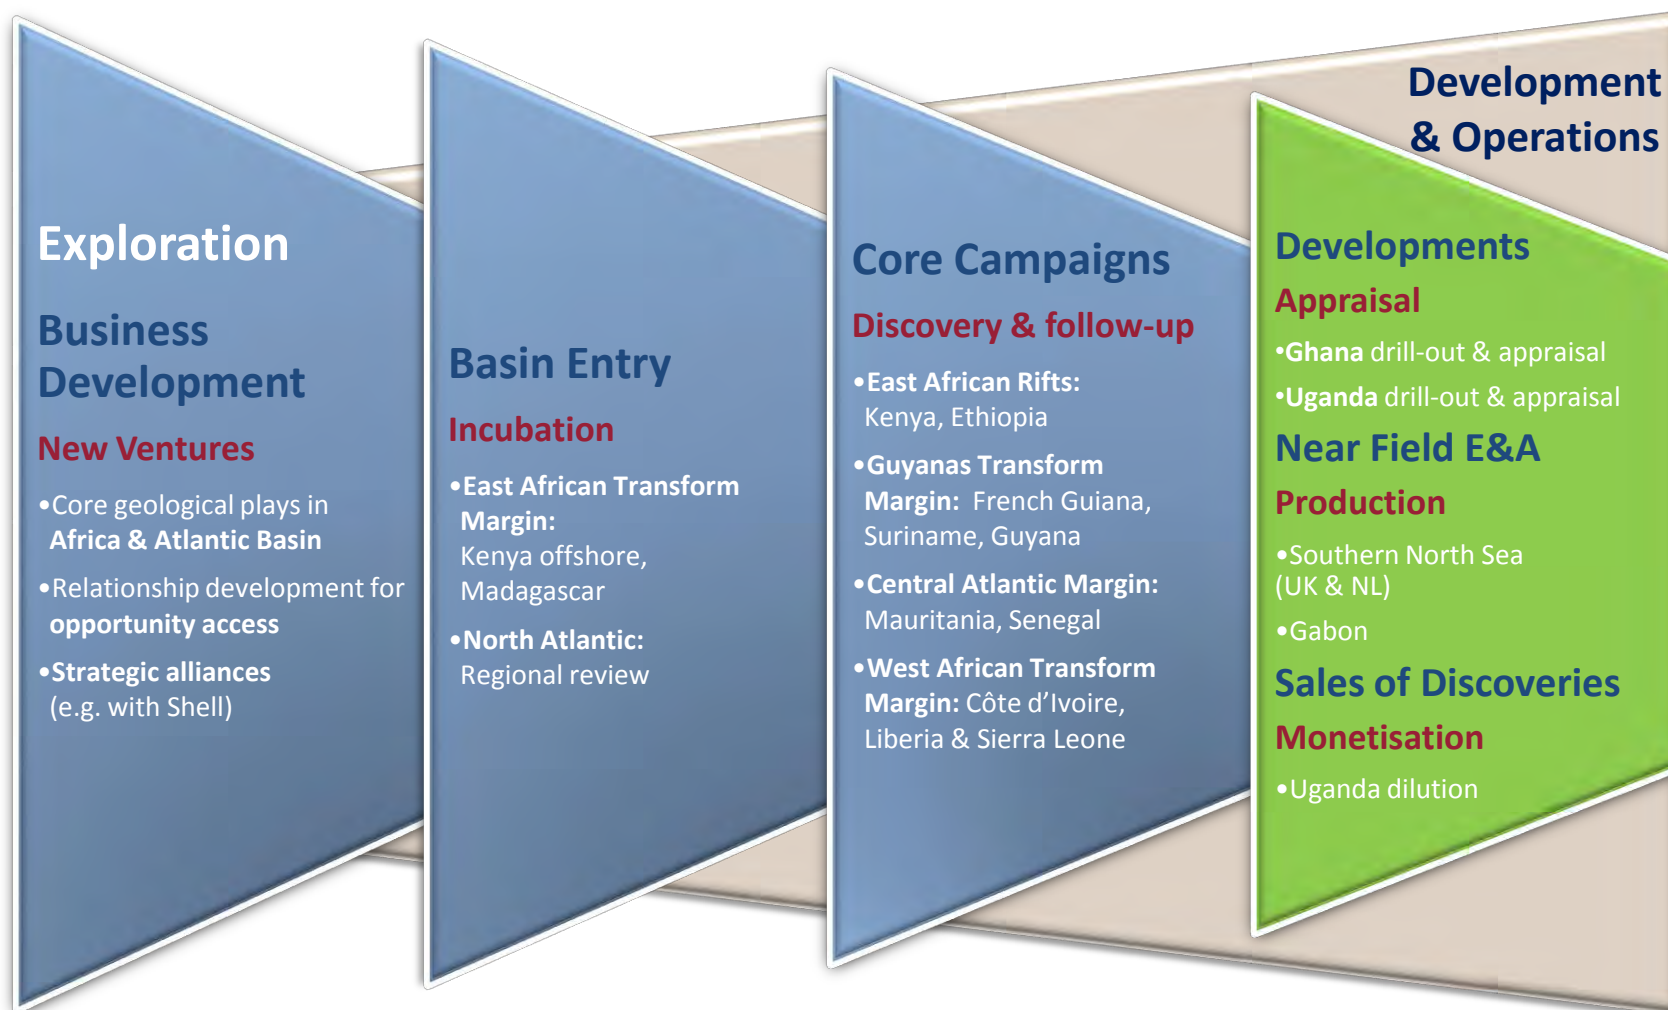 Exploration
Business
Development
New Ventures
•Core geological plays in
Africa & Atlantic Basin
•Relationship development for
opportunity access
•Strategic alliances
(e.g. with Shell)
Basin Entry
Incubation
•East African Transform
Margin:
Kenya offshore,
Madagascar
•North Atlantic:
Regional review
Core Campaigns
Discovery & follow-up
•East African Rifts:
Kenya, Ethiopia
•Guyanas Transform
Margin: French Guiana,
Suriname, Guyana
•Central Atlantic Margin:
Mauritania, Senegal
•West African Transform
Margin: Côte d’Ivoire,
Liberia & Sierra Leone
Development
& Operations
Developments
Appraisal
•Ghana drill-out & appraisal
•Uganda drill-out & appraisal
Near Field E&A
Production
•Southern North Sea
(UK & NL)
•Gabon
Sales of Discoveries
Monetisation
•Uganda dilution